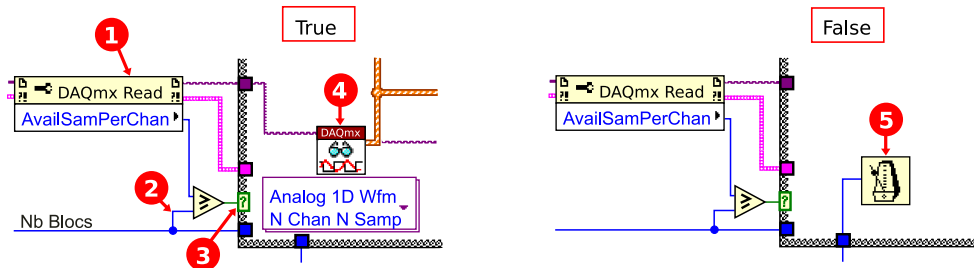 True
False
1
DAQmx Read
AvailSamPerChan
4
DAQmx
2
Nb Blocs
3
?
Analog 1D Wfm
N Chan N Samp
DAQmx Read
AvailSamPerChan
5
?